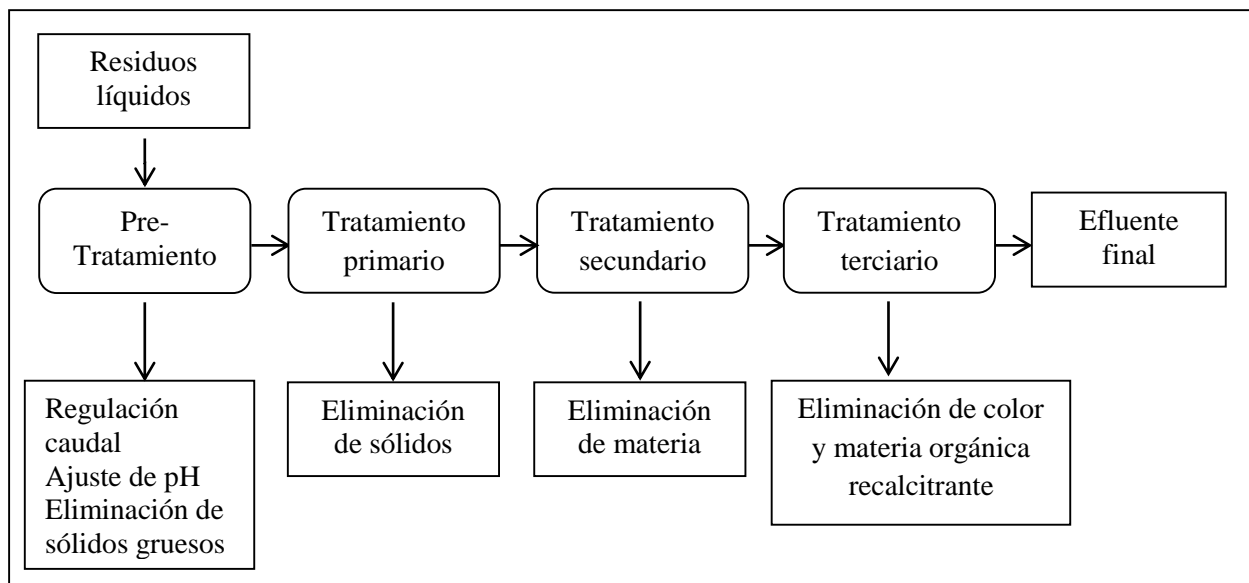 Residuos
líquidos
Pre-
Tratamiento
Tratamiento
primario
Tratamiento
secundario
Tratamiento
terciario
Efluente
final
Regulación
caudal
Ajuste de pH
Eliminación de
sólidos gruesos
Eliminación
de sólidos
Eliminación
de materia
Eliminación de color
y materia orgánica
recalcitrante